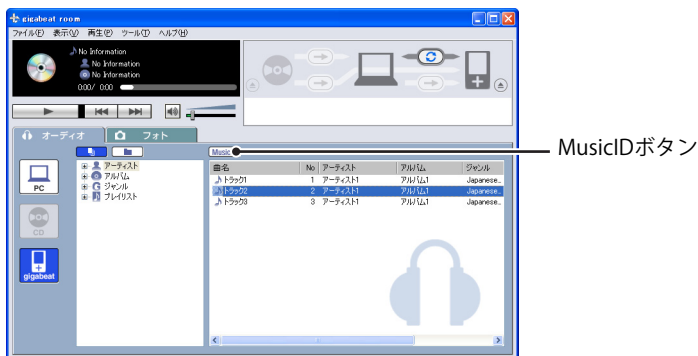 gigabeat room
ファイル(F) 表示(V) 再生(P) ツール(T) ヘルプ(H)
No Information
No Information
No Information
0:00/ 0:00
オーディオ フォト
Music
MusicIDボタン
PC
CD
gigabeat
アーティスト
アルバム
ジャンル
プレイリスト
曲名 No アーティスト アルバム ジャンル
トラック1 1 アーティスト1 アルバム1 Japanese...
トラック2 2 アーティスト1 アルバム1 Japanese...
トラック3 3 アーティスト1 アルバム1 Japanese...